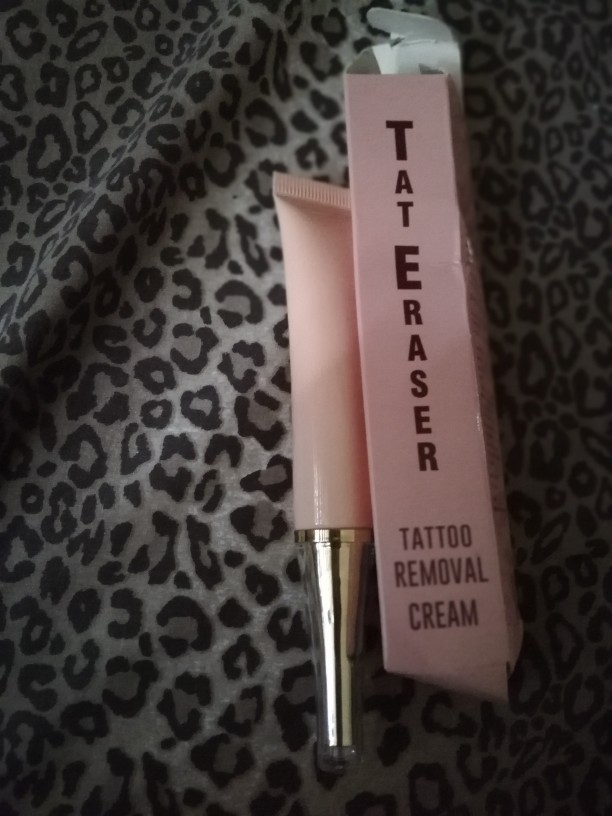 TAT
ERASER
TATTOO
REMOVAL
CREAM